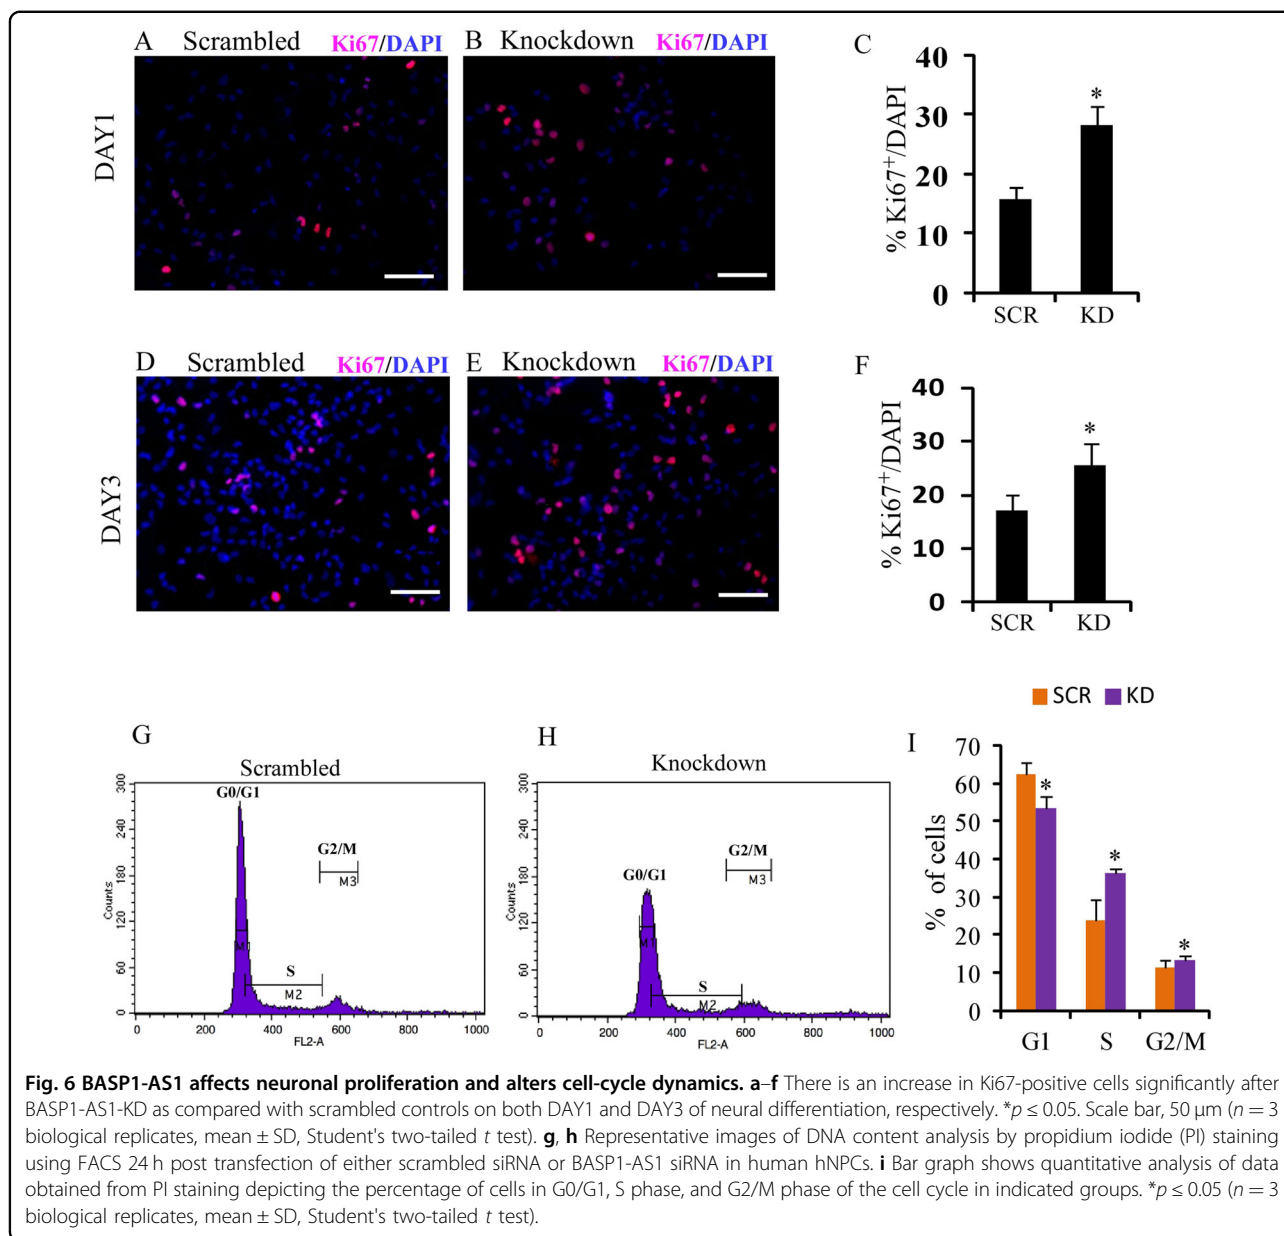 A Scrambled Ki67/DAPI
B Knockdown Ki67/DAPI
C
DAY1
% Ki67+/DAPI
40
30
20
10
0
*
SCR KD
D Scrambled Ki67/DAPI
E Knockdown Ki67/DAPI
F
DAY3
% Ki67+/DAPI
40
30
20
10
0
*
SCR KD
G
Scrambled
Counts
300
240
180
120
60
0
G0/G1
M
S
M2
G2/M
M3
0 200 400 600 800 1000
FL2-A
H
Knockdown
Counts
300
240
180
120
60
0
G0/G1
M
S
M2
G2/M
M3
0 200 400 600 800 1000
FL2-A
I
SCR KD
% of cells
70
60
50
40
30
20
10
0
*
*
*
G1 S G2/M
Fig. 6 BASP1-AS1 affects neuronal proliferation and alters cell-cycle dynamics. a–f There is an increase in Ki67-positive cells significantly after
BASP1-AS1-KD as compared with scrambled controls on both DAY1 and DAY3 of neural differentiation, respectively. *p ≤ 0.05. Scale bar, 50 µm (n = 3
biological replicates, mean ± SD, Student's two-tailed t test). g, h Representative images of DNA content analysis by propidium iodide (PI) staining
using FACS 24 h post transfection of either scrambled siRNA or BASP1-AS1 siRNA in human hNPCs. i Bar graph shows quantitative analysis of data
obtained from PI staining depicting the percentage of cells in G0/G1, S phase, and G2/M phase of the cell cycle in indicated groups. *p ≤ 0.05 (n = 3
biological replicates, mean ± SD, Student's two-tailed t test).